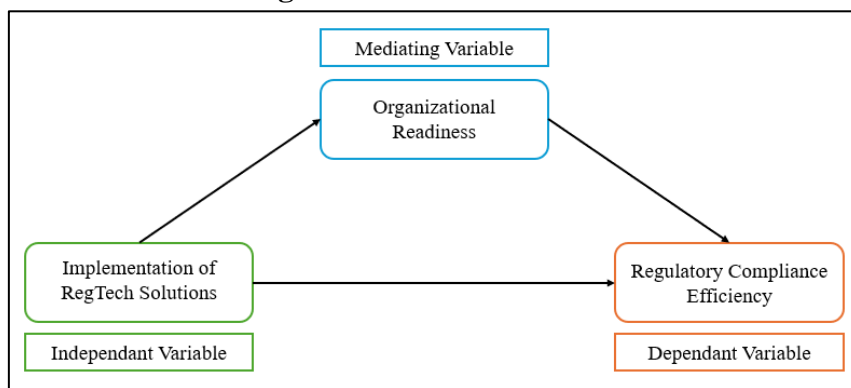 Mediating Variable
Organizational
Readiness
Implementation of
RegTech Solutions
Regulatory Compliance
Efficiency
Independant Variable
Dependant Variable